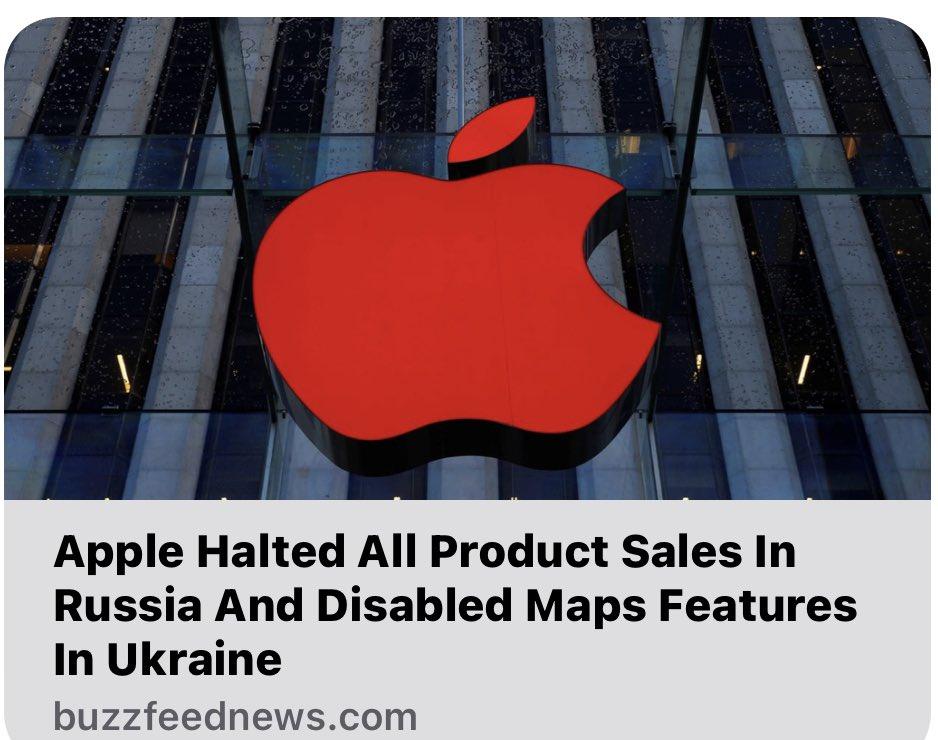 Apple Halted All Product Sales In
Russia And Disabled Maps Features
In Ukraine
buzzfeednews.com